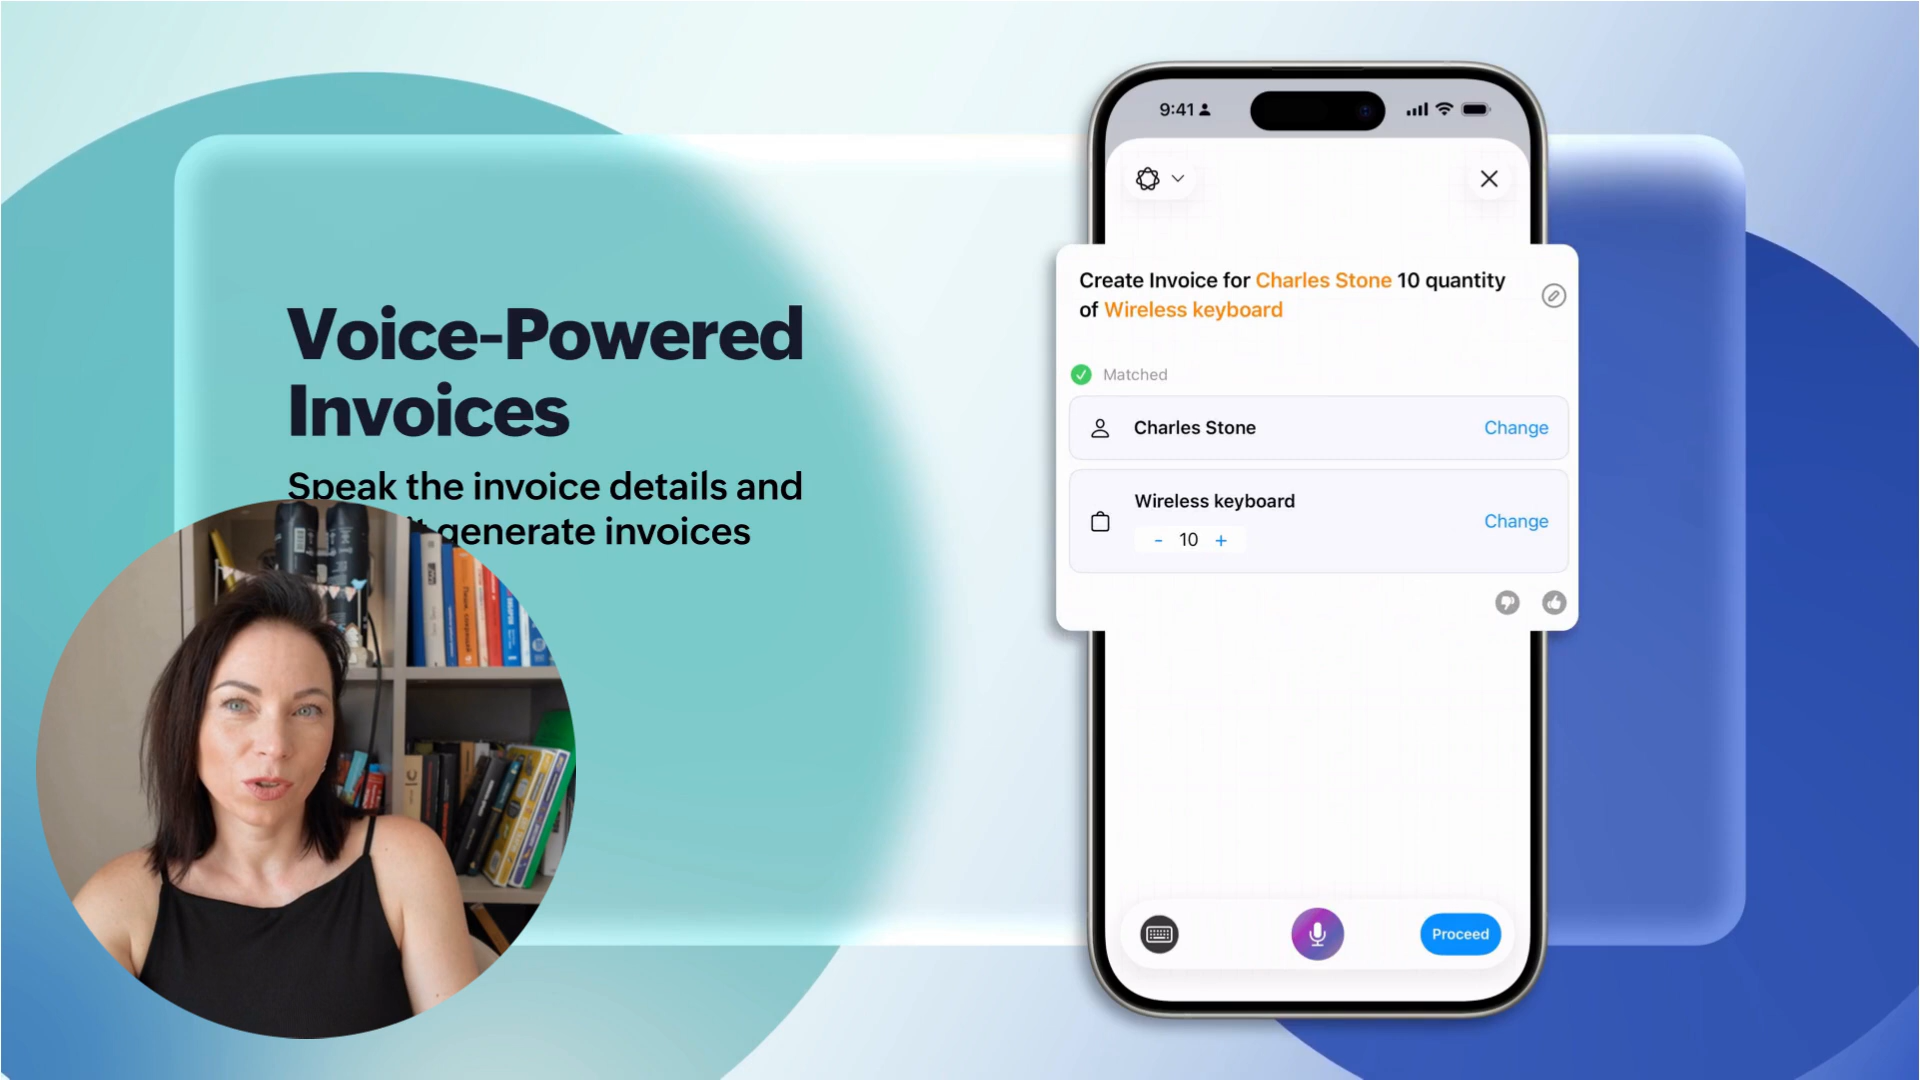 Voice-Powered
Invoices
Speak the invoice details and
generate invoices
9:41
Create Invoice for Charles Stone 10 quantity
of Wireless keyboard
Matched
Charles Stone
Change
Wireless keyboard
- 10 +
Change
Proceed